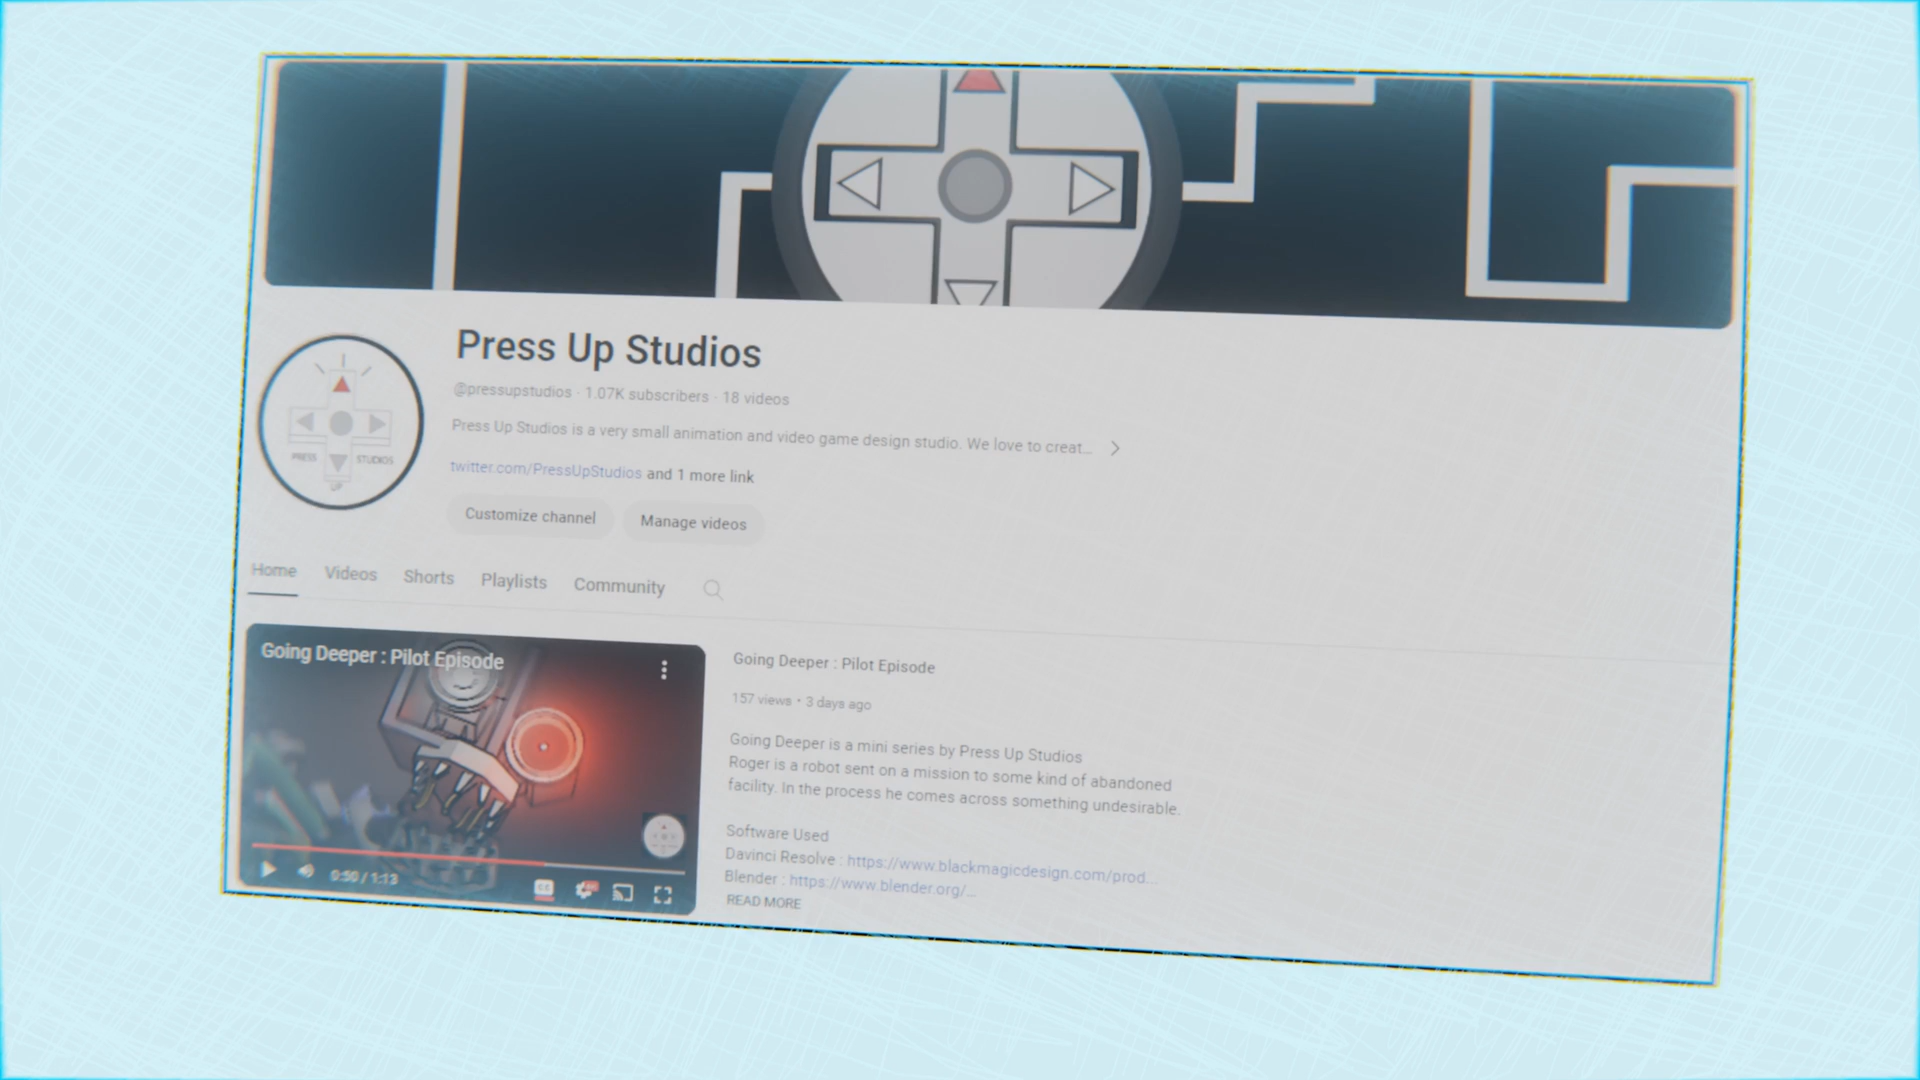 Press Up Studios
@pressupstudios · 1.07K subscribers · 18 videos
Press Up Studios is a very small animation and video game design studio. We love to creat...
twitter.com/PressUpStudios and 1 more link
PRESS
STUDIOS
UP
Customize channel
Manage videos
Home
Videos
Shorts
Playlists
Community
Going Deeper : Pilot Episode
0:50 / 1:13
Going Deeper : Pilot Episode
157 views • 3 days ago
Going Deeper is a mini series by Press Up Studios
Roger is a robot sent on a mission to some kind of abandoned
facility. In the process he comes across something undesirable.
Software Used
Davinci Resolve : https://www.blackmagicdesign.com/prod...
Blender : https://www.blender.org/...
READ MORE